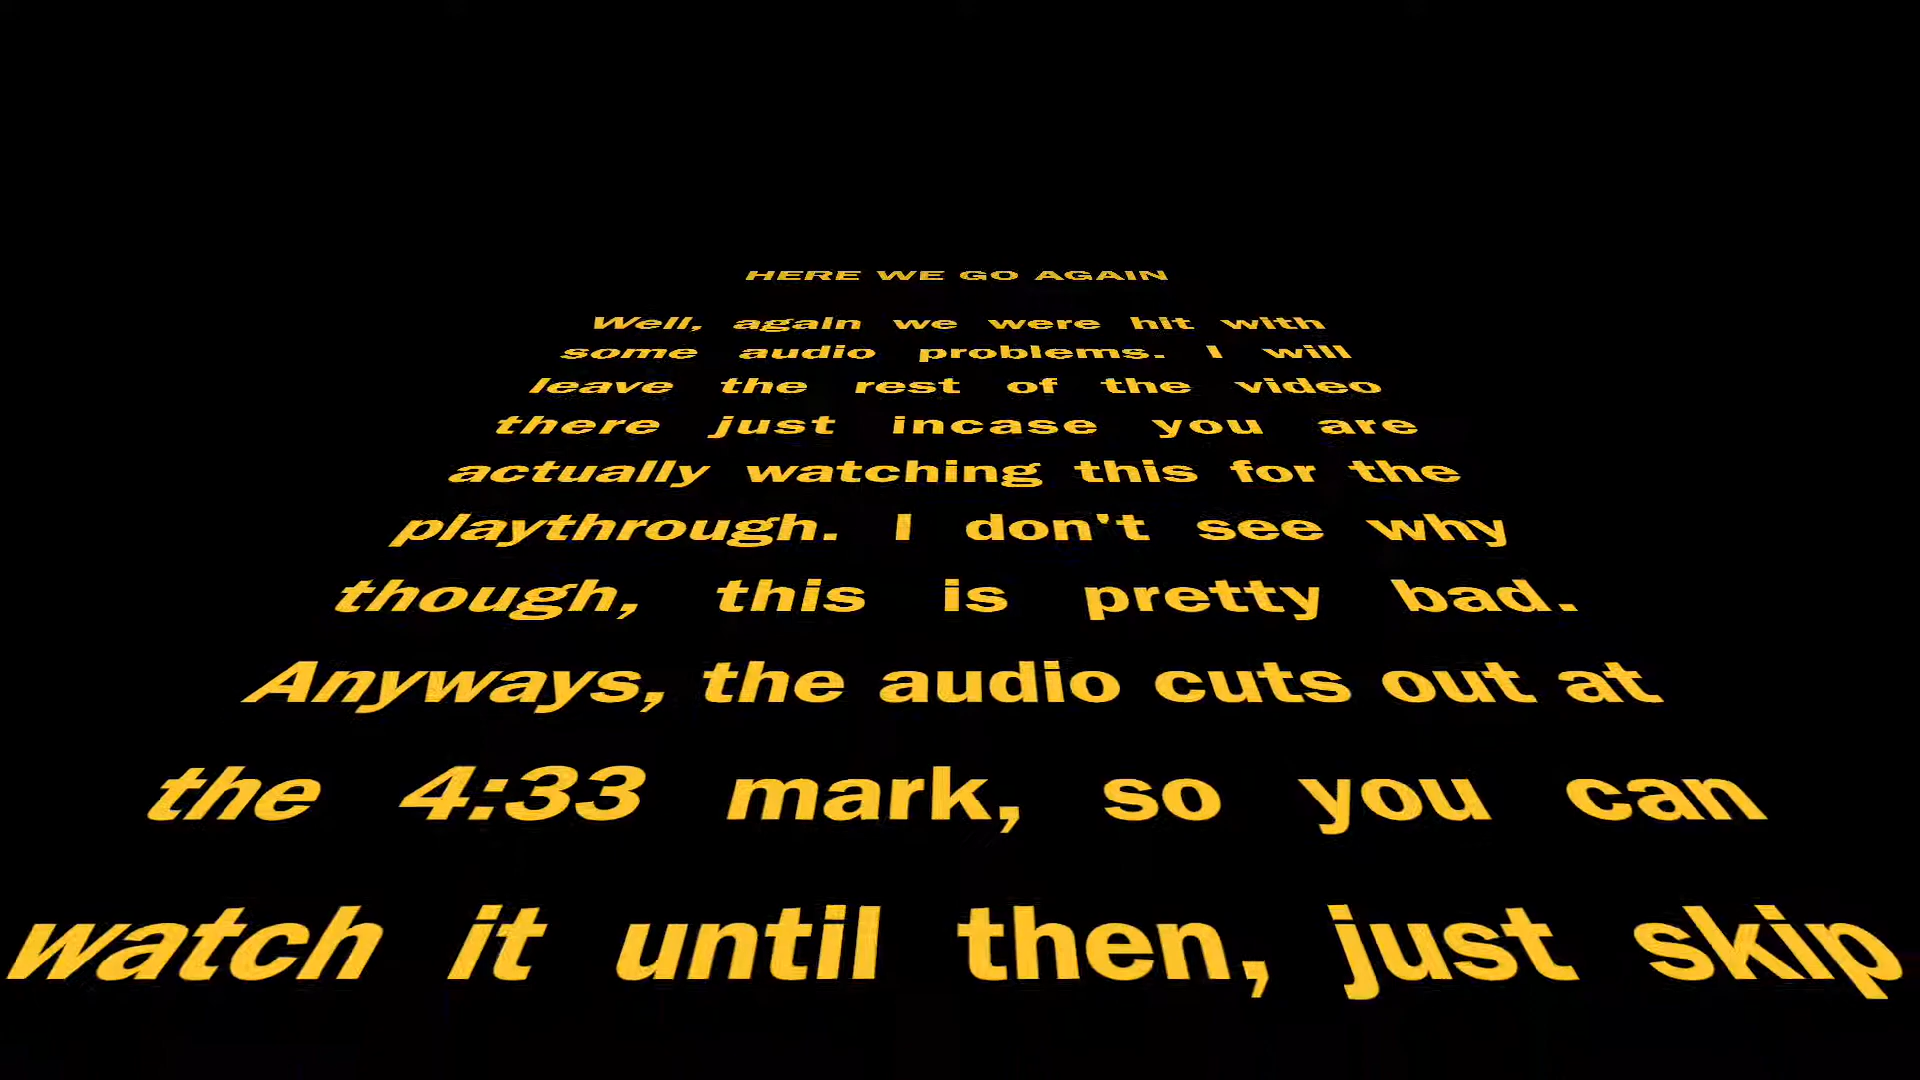 HERE WE GO AGAIN
Well, again we were hit with
some audio problems. I will
leave the rest of the video
there just incase you are
actually watching this for the
playthrough. I don't see why
though, this is pretty bad.
Anyways, the audio cuts out at
the 4:33 mark, so you can
watch it until then, just skip